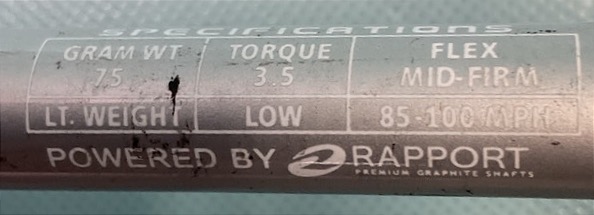 SPECIFICATIONS
GRAM WT TORQUE FLEX
75 3.5 MID-FIRM
LT. WEIGHT LOW 85-100 MPH
POWERED BY RAPPORT
PREMIUM GRAPHITE SHAFTS